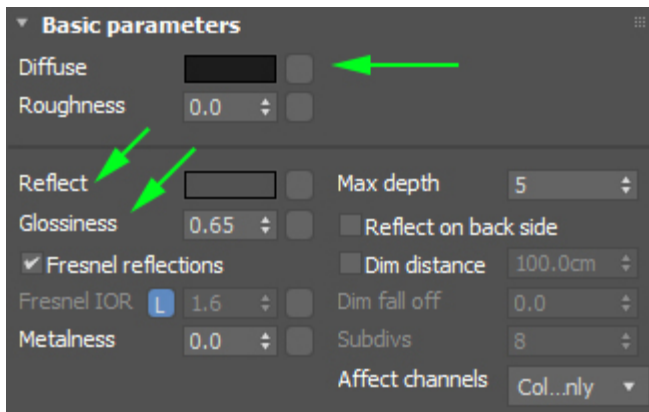 Basic parameters
Diffuse
Roughness 0.0
Reflect Max depth 5
Glossiness 0.65 Reflect on back side
Fresnel reflections Dim distance 100.0cm
Fresnel IOR L 1.6 Dim fall off 0.0
Metalness 0.0 Subdivs 8
Affect channels Col...nly